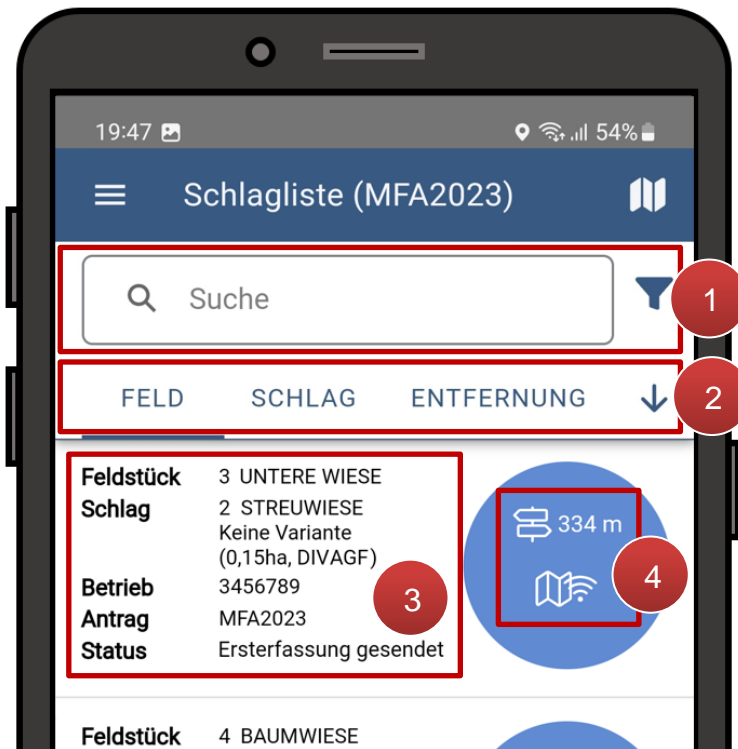 19:47 54%
Schlagliste (MFA2023)
Suche
1
FELD SCHLAG ENTFERNUNG
2
Feldstück 3 UNTERE WIESE
Schlag 2 STREUWIESE
Keine Variante
(0,15ha, DIVAGF)
Betrieb 3456789
Antrag MFA2023
Status Ersterfassung gesendet
3
334 m
4
Feldstück 4 BAUMWIESE